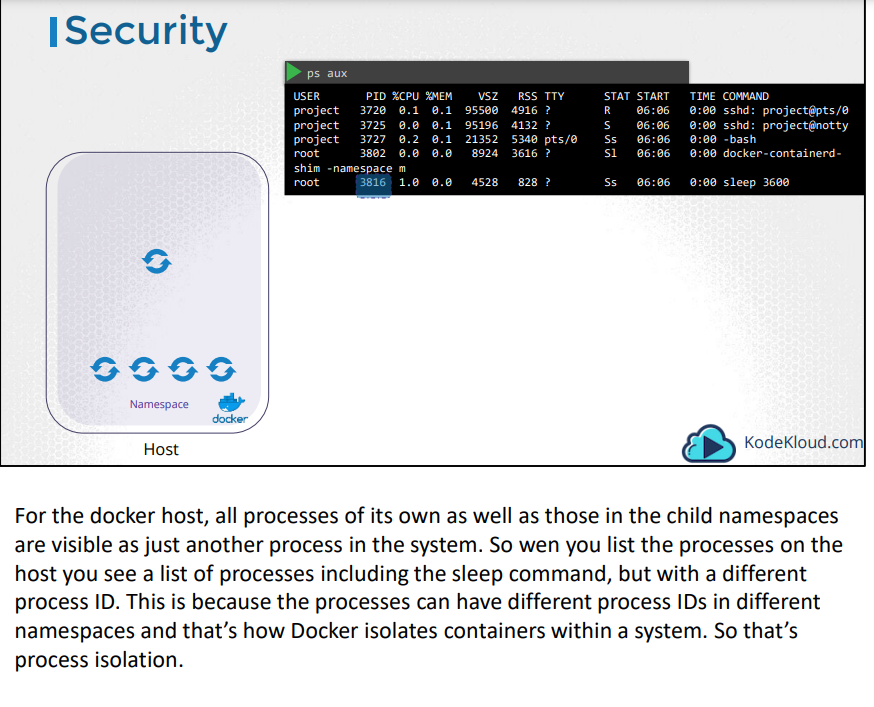 Security
ps aux
USER PID %CPU %MEM VSZ RSS TTY STAT START TIME COMMAND
project 3720 0.1 0.1 95500 4916 ? R 06:06 0:00 sshd: project@pts/0
project 3725 0.0 0.1 95196 4132 ? S 06:06 0:00 sshd: project@notty
project 3727 0.2 0.1 21352 5340 pts/0 Ss 06:06 0:00 -bash
root 3802 0.0 0.0 8924 3616 ? Sl 06:06 0:00 docker-containerd-
shim -namespace m
root 3816 1.0 0.0 4528 828 ? Ss 06:06 0:00 sleep 3600
Namespace
docker
Host
KodeKloud.com
For the docker host, all processes of its own as well as those in the child namespaces
are visible as just another process in the system. So wen you list the processes on the
host you see a list of processes including the sleep command, but with a different
process ID. This is because the processes can have different process IDs in different
namespaces and that’s how Docker isolates containers within a system. So that’s
process isolation.